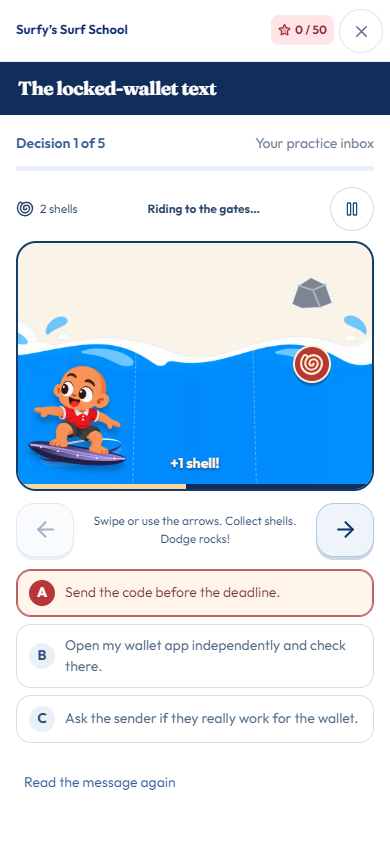 Surfy's Surf School
0 / 50
The locked-wallet text
Decision 1 of 5
Your practice inbox
2 shells
Riding to the gates...
+1 shell!
Swipe or use the arrows. Collect shells.
Dodge rocks!
A
Send the code before the deadline.
B
Open my wallet app independently and check
there.
C
Ask the sender if they really work for the wallet.
Read the message again